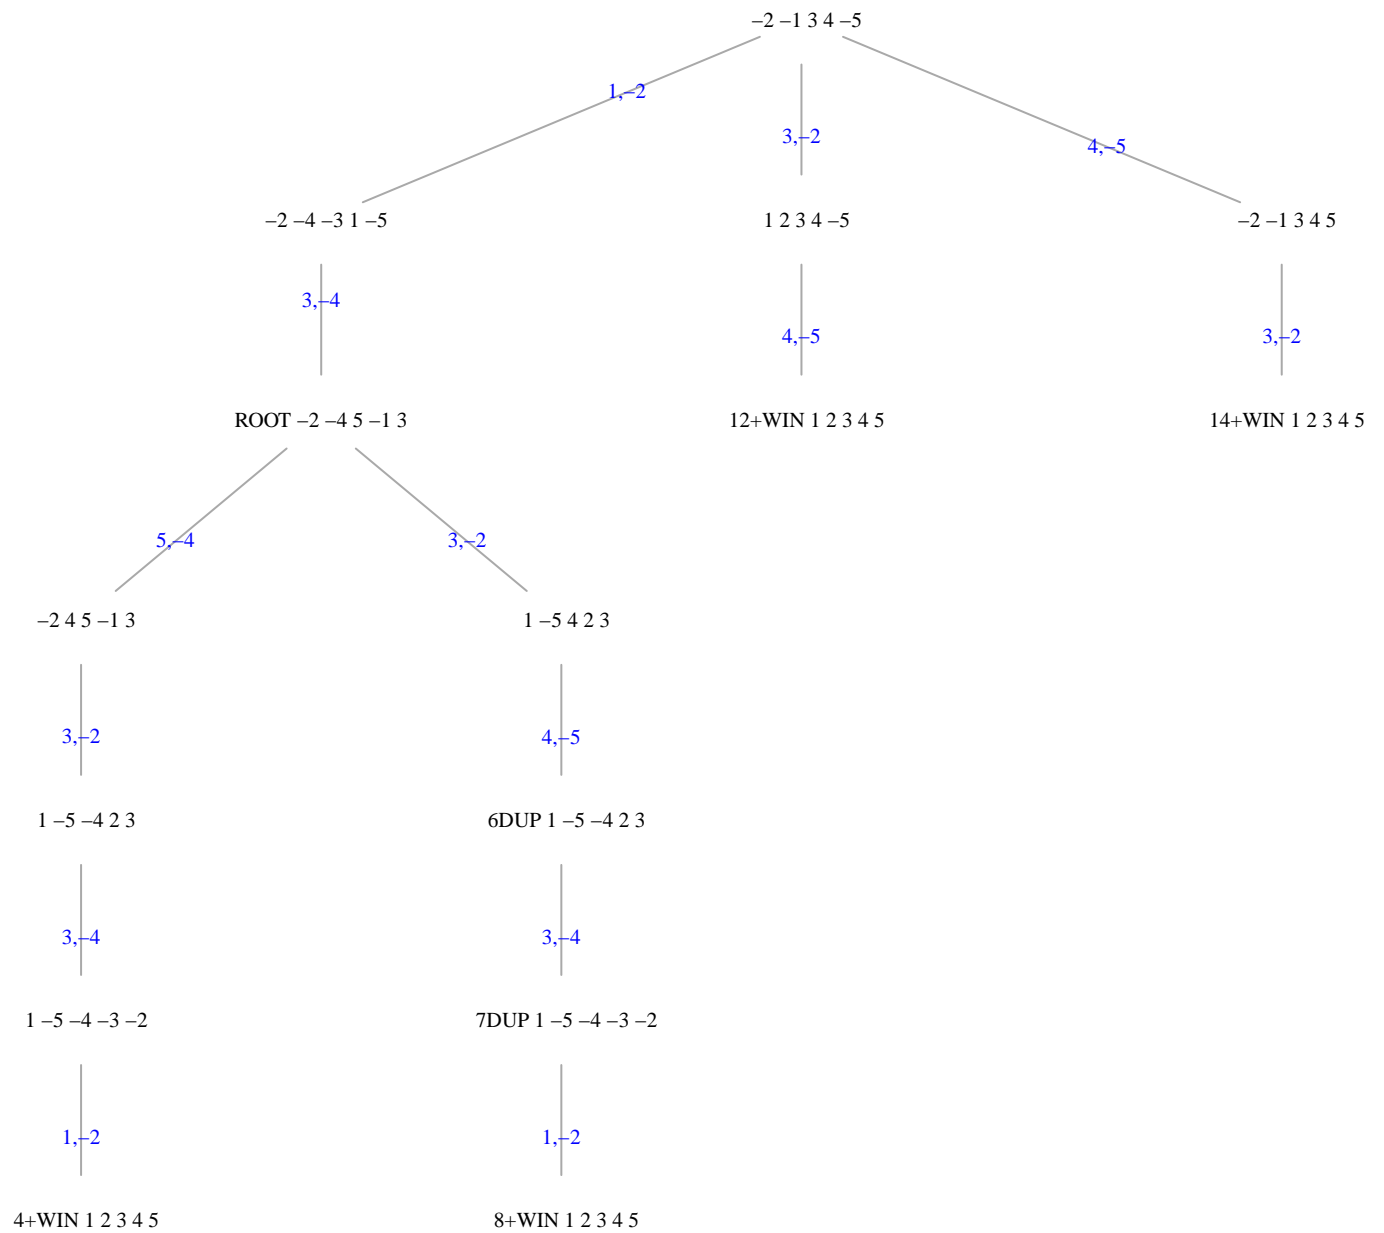 −2 −1 3 4 −5
1,−2
3,−2
4,−5
−2 −4 −3 1 −5
1 2 3 4 −5
−2 −1 3 4 5
3,−4
4,−5
3,−2
ROOT −2 −4 5 −1 3
12+WIN 1 2 3 4 5
14+WIN 1 2 3 4 5
5,−4
3,−2
−2 4 5 −1 3
1 −5 4 2 3
3,−2
4,−5
1 −5 −4 2 3
6DUP 1 −5 −4 2 3
3,−4
3,−4
1 −5 −4 −3 −2
7DUP 1 −5 −4 −3 −2
1,−2
1,−2
4+WIN 1 2 3 4 5
8+WIN 1 2 3 4 5